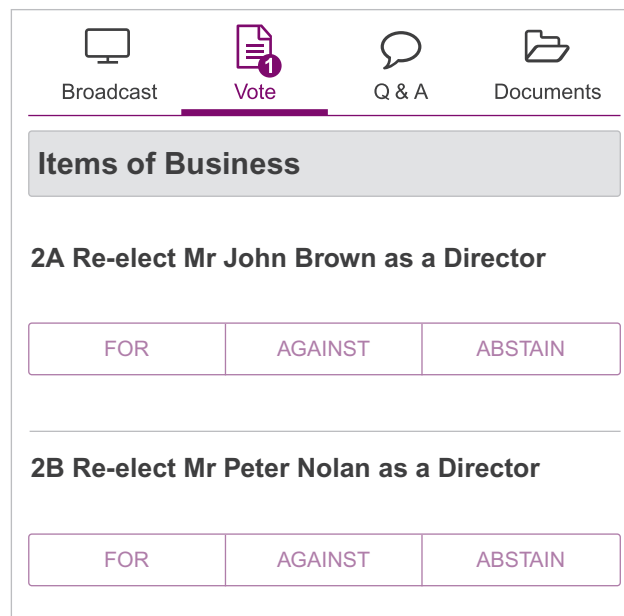 1
Broadcast Vote Q & A Documents
Items of Business
2A Re-elect Mr John Brown as a Director
FOR AGAINST ABSTAIN
2B Re-elect Mr Peter Nolan as a Director
FOR AGAINST ABSTAIN